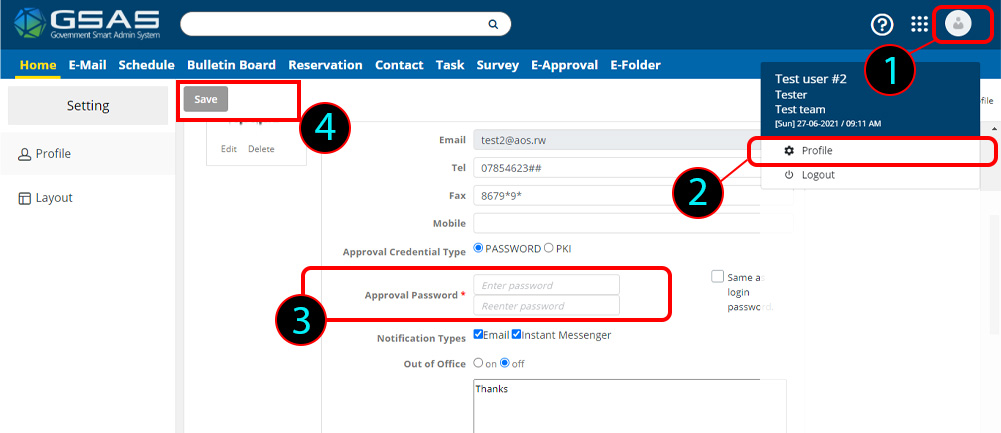 GSAS
Government Smart Admin System
1
Home E-Mail Schedule Bulletin Board Reservation Contact Task Survey E-Approval E-Folder
Setting
Profile
Layout
Save
4
Edit Delete
Test user #2
Tester
Test team
[Sun] 27-06-2021 / 09:11 AM
Profile
Logout
2
Email test2@aos.rw
Tel 07854623##
Fax 8679*9*
Mobile
Approval Credential Type PASSWORD PKI
Approval Password * Enter password
Reenter password
3
Same as
login
password.
Notification Types Email Instant Messenger
Out of Office on off
Thanks